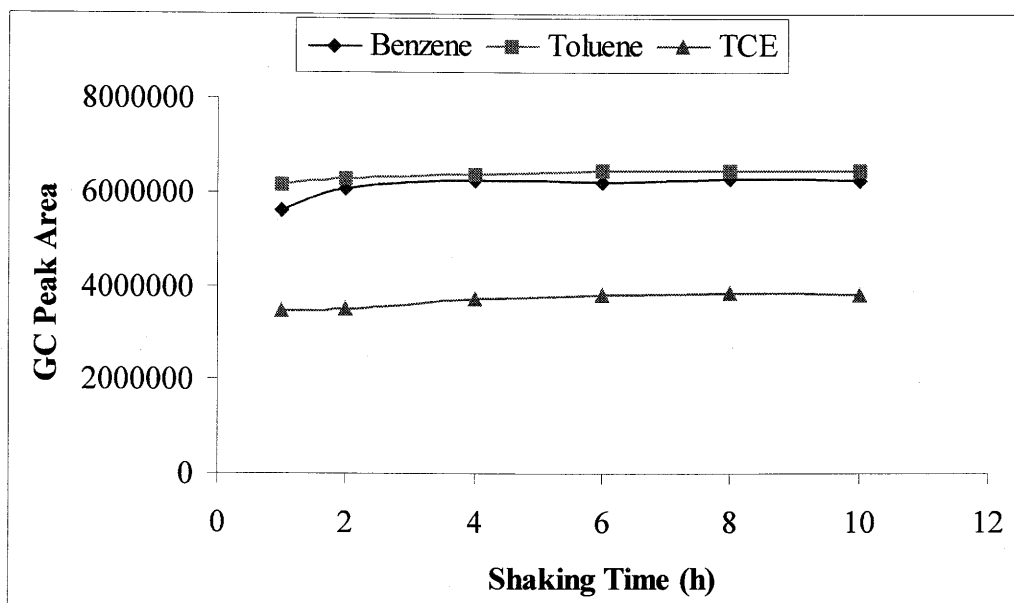 Benzene Toluene TCE
8000000
6000000
4000000
2000000
0
GC Peak Area
0 2 4 6 8 10 12
Shaking Time (h)